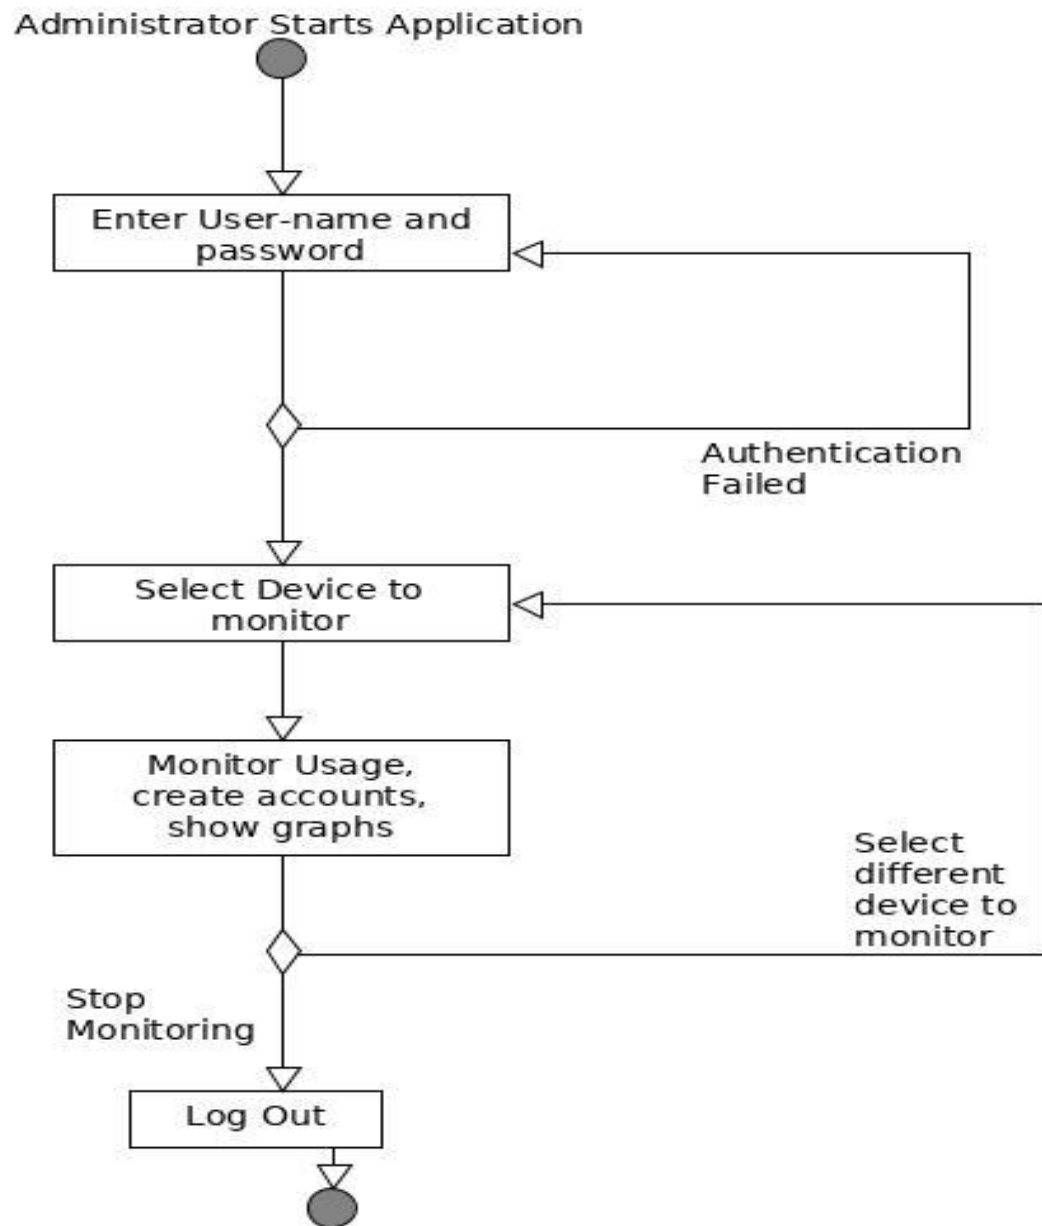 Administrator Starts Application
Enter User-name and
password
Authentication
Failed
Select Device to
monitor
Monitor Usage,
create accounts,
show graphs
Select
different
device to
monitor
Stop
Monitoring
Log Out